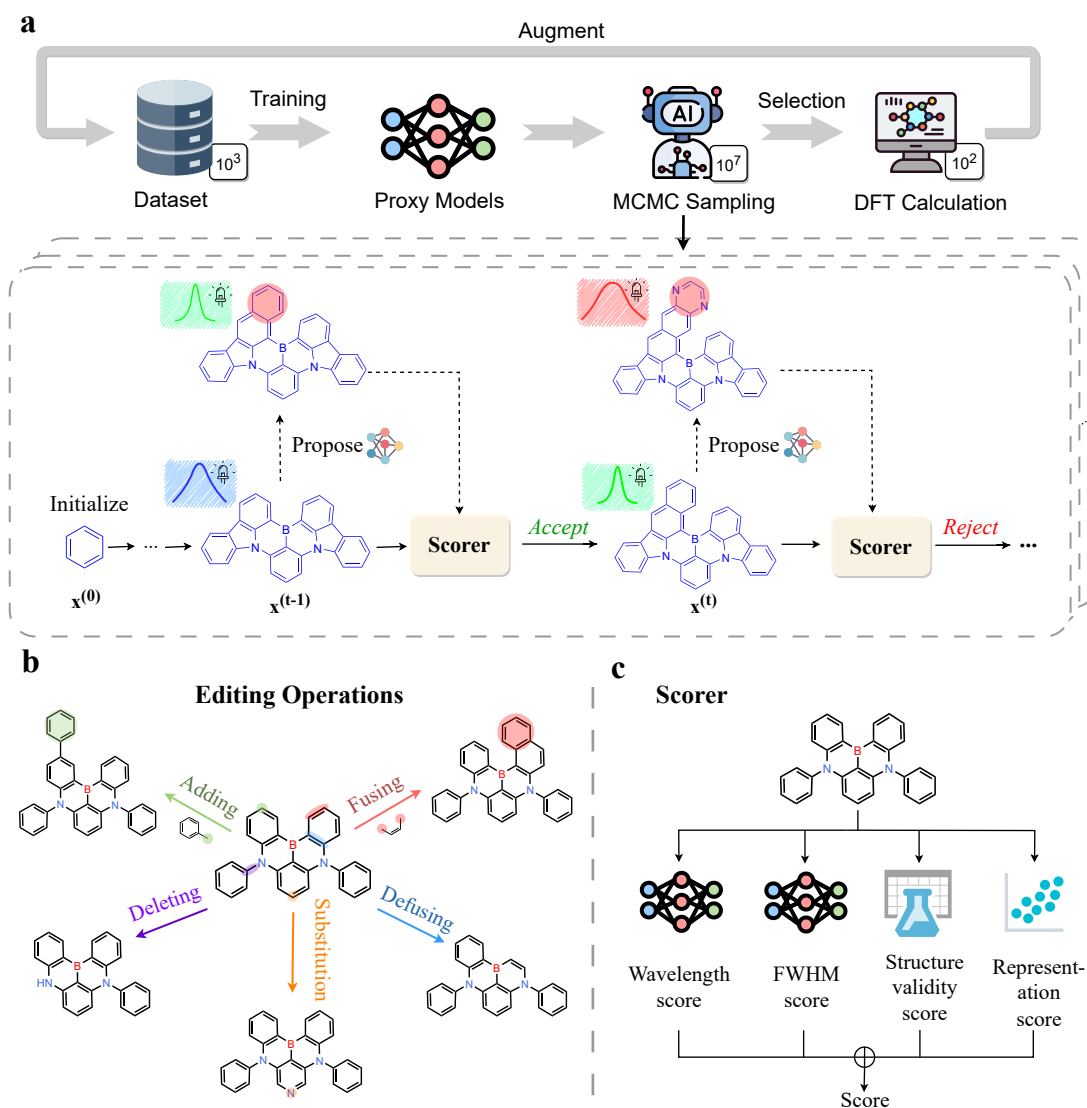 a
Augment
Training
Selection
AI
10³
10⁷
10²
Dataset
Proxy Models
MCMC Sampling
DFT Calculation
N
N
B
N
N
B
N
N
Propose
Propose
Initialize
B
N
N
Scorer
Accept
B
N
N
Scorer
Reject
...
...
x⁽⁰⁾
x⁽ᵗ⁻¹⁾
x⁽ᵗ⁾
b
Editing Operations
Adding
Fusing
Deleting
Substitution
Defusing
B
N
N
B
N
N
B
N
N
B
HN
N
B
N
N
B
N
N
N
c
Scorer
B
N
N
Wavelength
score
FWHM
score
Structure
validity
score
Represent-
ation
score
Score